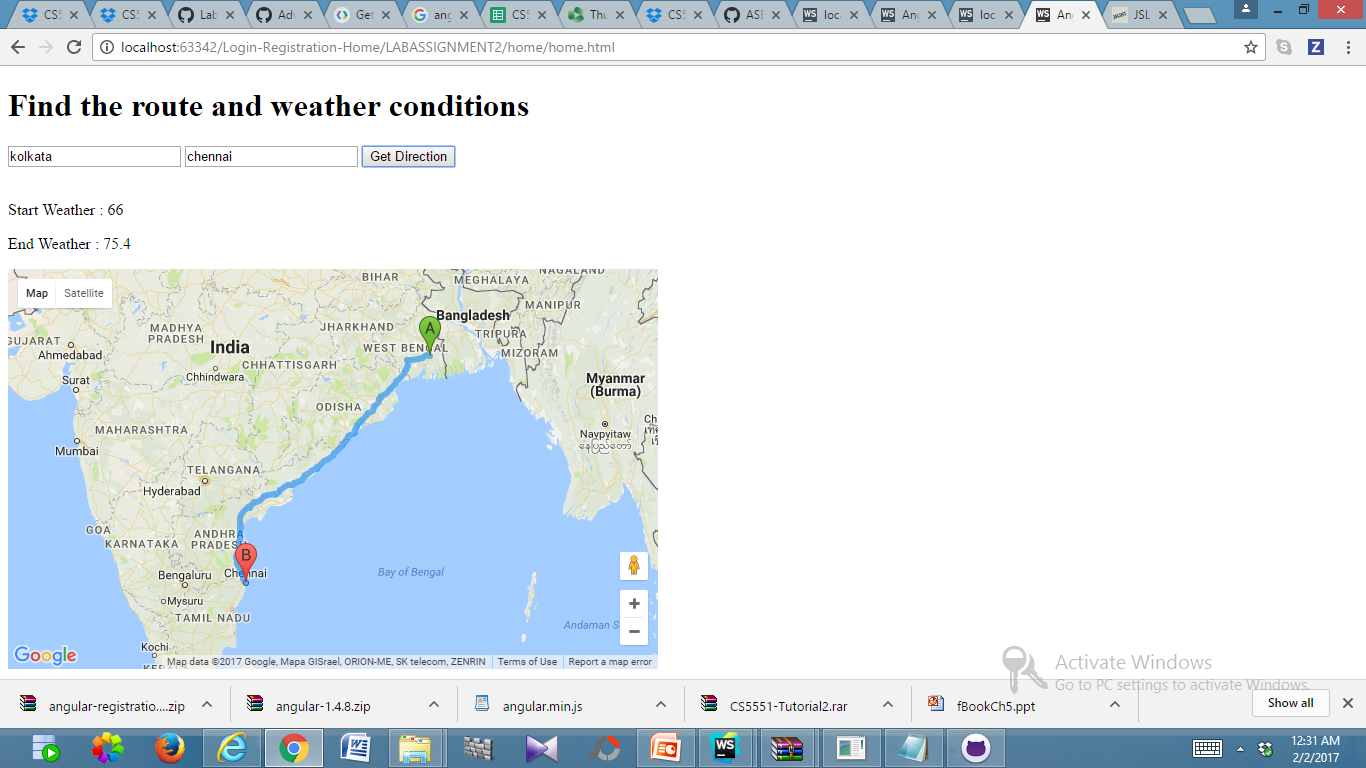 CS5 CS5 Lab Adv Get ang CS5 Thu CS5 ASE loca Ang loc Ang JSL
localhost:63342/Login-Registration-Home/LABASSIGNMENT2/home/home.html
Find the route and weather conditions
kolkata chennai Get Direction
Start Weather : 66
End Weather : 75.4
Map Satellite
NAGALAND
BIHAR
MEGHALAYA
MANIPUR
Bangladesh
JHARKHAND
MADHYA
PRADESH
TRIPURA
GUJARAT
Ahmedabad
India
A
WEST BENGAL
MIZORAM
CHHATTISGARH
Surat
Chhindwara
Myanmar
(Burma)
ODISHA
MAHARASHTRA
Naypyitaw
နေပြည်တော်
Mumbai
TELANGANA
Hyderabad
GOA
KARNATAKA
ANDHRA
PRADESH
B
Bengaluru
Chennai
Bay of Bengal
Mysuru
TAMIL NADU
Andaman S
Kochi
+
−
Google
Map data ©2017 Google, Mapa GISrael, ORION-ME, SK telecom, ZENRIN Terms of Use Report a map error
Activate Windows
Go to PC settings to activate Windows.
angular-registratio....zip angular-1.4.8.zip angular.min.js CS5551-Tutorial2.rar fBookCh5.ppt Show all
12:31 AM
2/2/2017